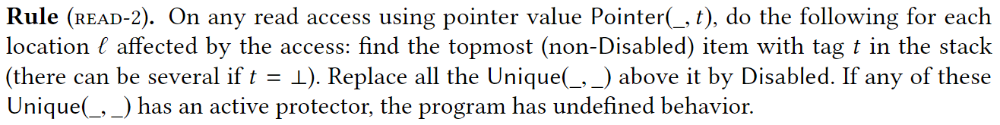 Rule (READ-2). On any read access using pointer value Pointer(_, t), do the following for each
location ℓ affected by the access: find the topmost (non-Disabled) item with tag t in the stack
(there can be several if t = ⊥). Replace all the Unique(_, _) above it by Disabled. If any of these
Unique(_, _) has an active protector, the program has undefined behavior.